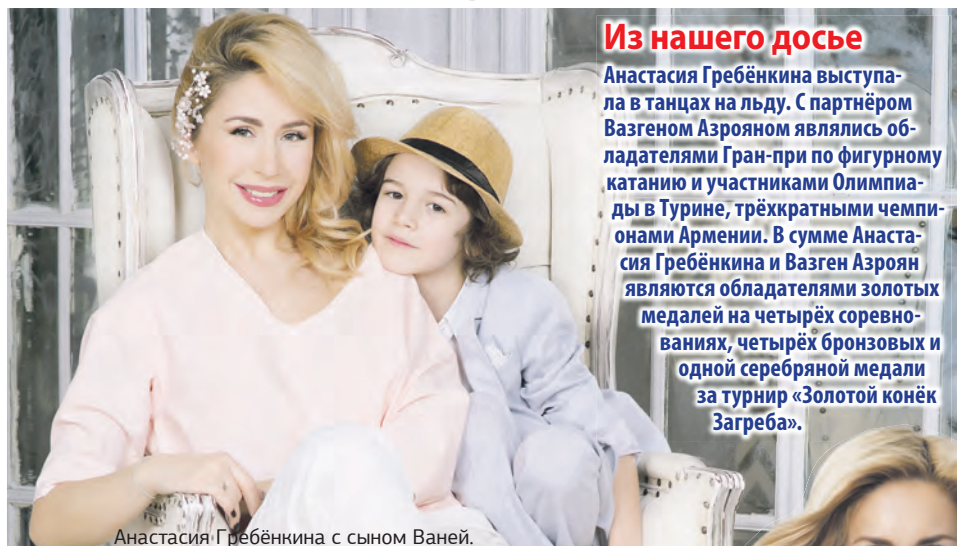 Из нашего досье
Анастасия Гребёнкина выступа-
ла в танцах на льду. С партнёром
Вазгеном Азрояном являлись об-
ладателями Гран-при по фигурному
катанию и участниками Олимпиа-
ды в Турине, трёхкратными чемпи-
онами Армении. В сумме Анаста-
сия Гребёнкина и Вазген Азроян
являются обладателями золотых
медалей на четырёх соревно-
ваниях, четырёх бронзовых и
одной серебряной медали
за турнир «Золотой конёк
Загреба».
Анастасия Гребёнкина с сыном Ваней.